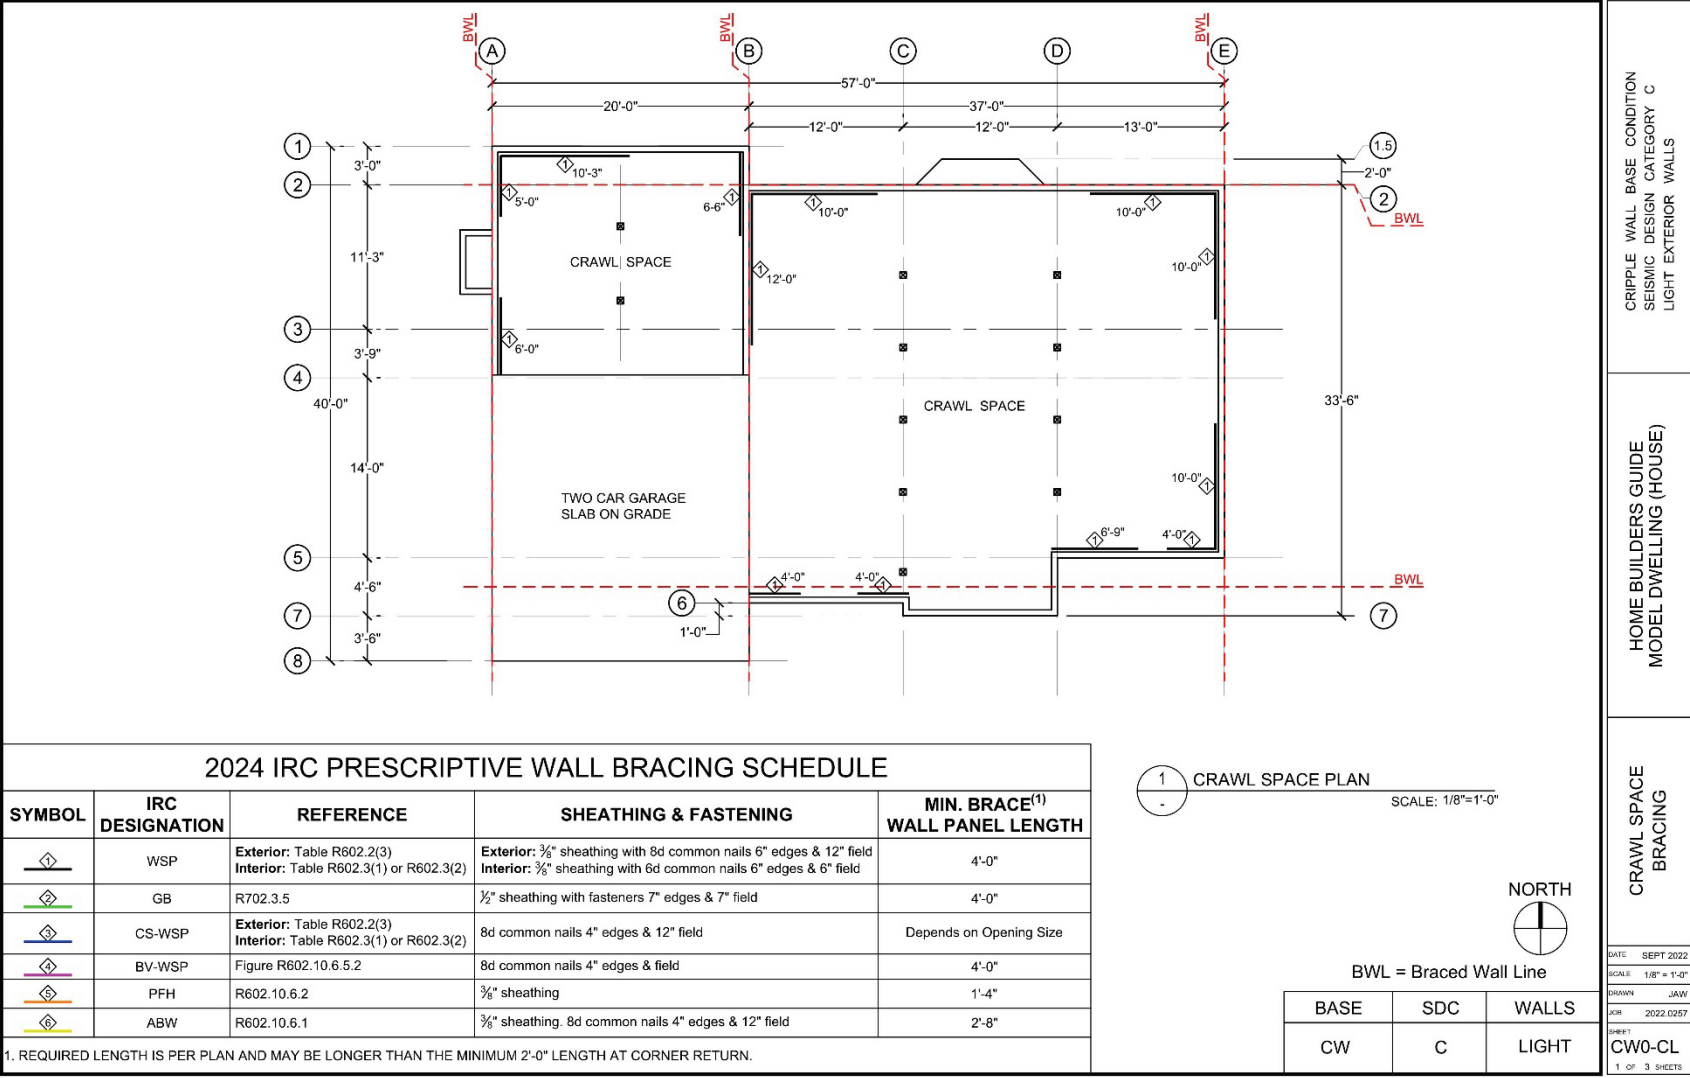 BWL
BWL
BWL
A
B
C
D
E
57'-0"
20'-0"
37'-0"
12'-0"
12'-0"
13'-0"
1
3'-0"
2
11'-3"
3
3'-9"
4
40'-0"
14'-0"
5
4'-6"
7
3'-6"
8
6
1'-0"
1.5
2'-0"
2
BWL
33'-6"
BWL
7
1
10'-3"
1
5'-0"
6-6"
1
1
10'-0"
10'-0"
1
CRAWL SPACE
1
12'-0"
10'-0"
1
1
6'-0"
CRAWL SPACE
10'-0"
1
TWO CAR GARAGE
SLAB ON GRADE
1
6'-9"
4'-0"
1
1
4'-0"
4'-0"
1
2024 IRC PRESCRIPTIVE WALL BRACING SCHEDULE
SYMBOL
IRC
DESIGNATION
REFERENCE
SHEATHING & FASTENING
MIN. BRACE(1)
WALL PANEL LENGTH
1
WSP
Exterior: Table R602.2(3)
Interior: Table R602.3(1) or R602.3(2)
Exterior: 3/8" sheathing with 8d common nails 6" edges & 12" field
Interior: 3/8" sheathing with 6d common nails 6" edges & 6" field
4'-0"
2
GB
R702.3.5
1/2" sheathing with fasteners 7" edges & 7" field
4'-0"
3
CS-WSP
Exterior: Table R602.2(3)
Interior: Table R602.3(1) or R602.3(2)
8d common nails 4" edges & 12" field
Depends on Opening Size
4
BV-WSP
Figure R602.10.6.5.2
8d common nails 4" edges & field
4'-0"
5
PFH
R602.10.6.2
3/8" sheathing
1'-4"
6
ABW
R602.10.6.1
3/8" sheathing. 8d common nails 4" edges & 12" field
2'-8"
1. REQUIRED LENGTH IS PER PLAN AND MAY BE LONGER THAN THE MINIMUM 2'-0" LENGTH AT CORNER RETURN.
1
-
CRAWL SPACE PLAN
SCALE: 1/8"=1'-0"
NORTH
BWL = Braced Wall Line
BASE
SDC
WALLS
CW
C
LIGHT
CRIPPLE WALL BASE CONDITION
SEISMIC DESIGN CATEGORY C
LIGHT EXTERIOR WALLS
HOME BUILDERS GUIDE
MODEL DWELLING (HOUSE)
CRAWL SPACE
BRACING
DATE SEPT 2022
SCALE 1/8" = 1'-0"
DRAWN JAW
JOB 2022.0257
SHEET
CW0-CL
1 OF 3 SHEETS